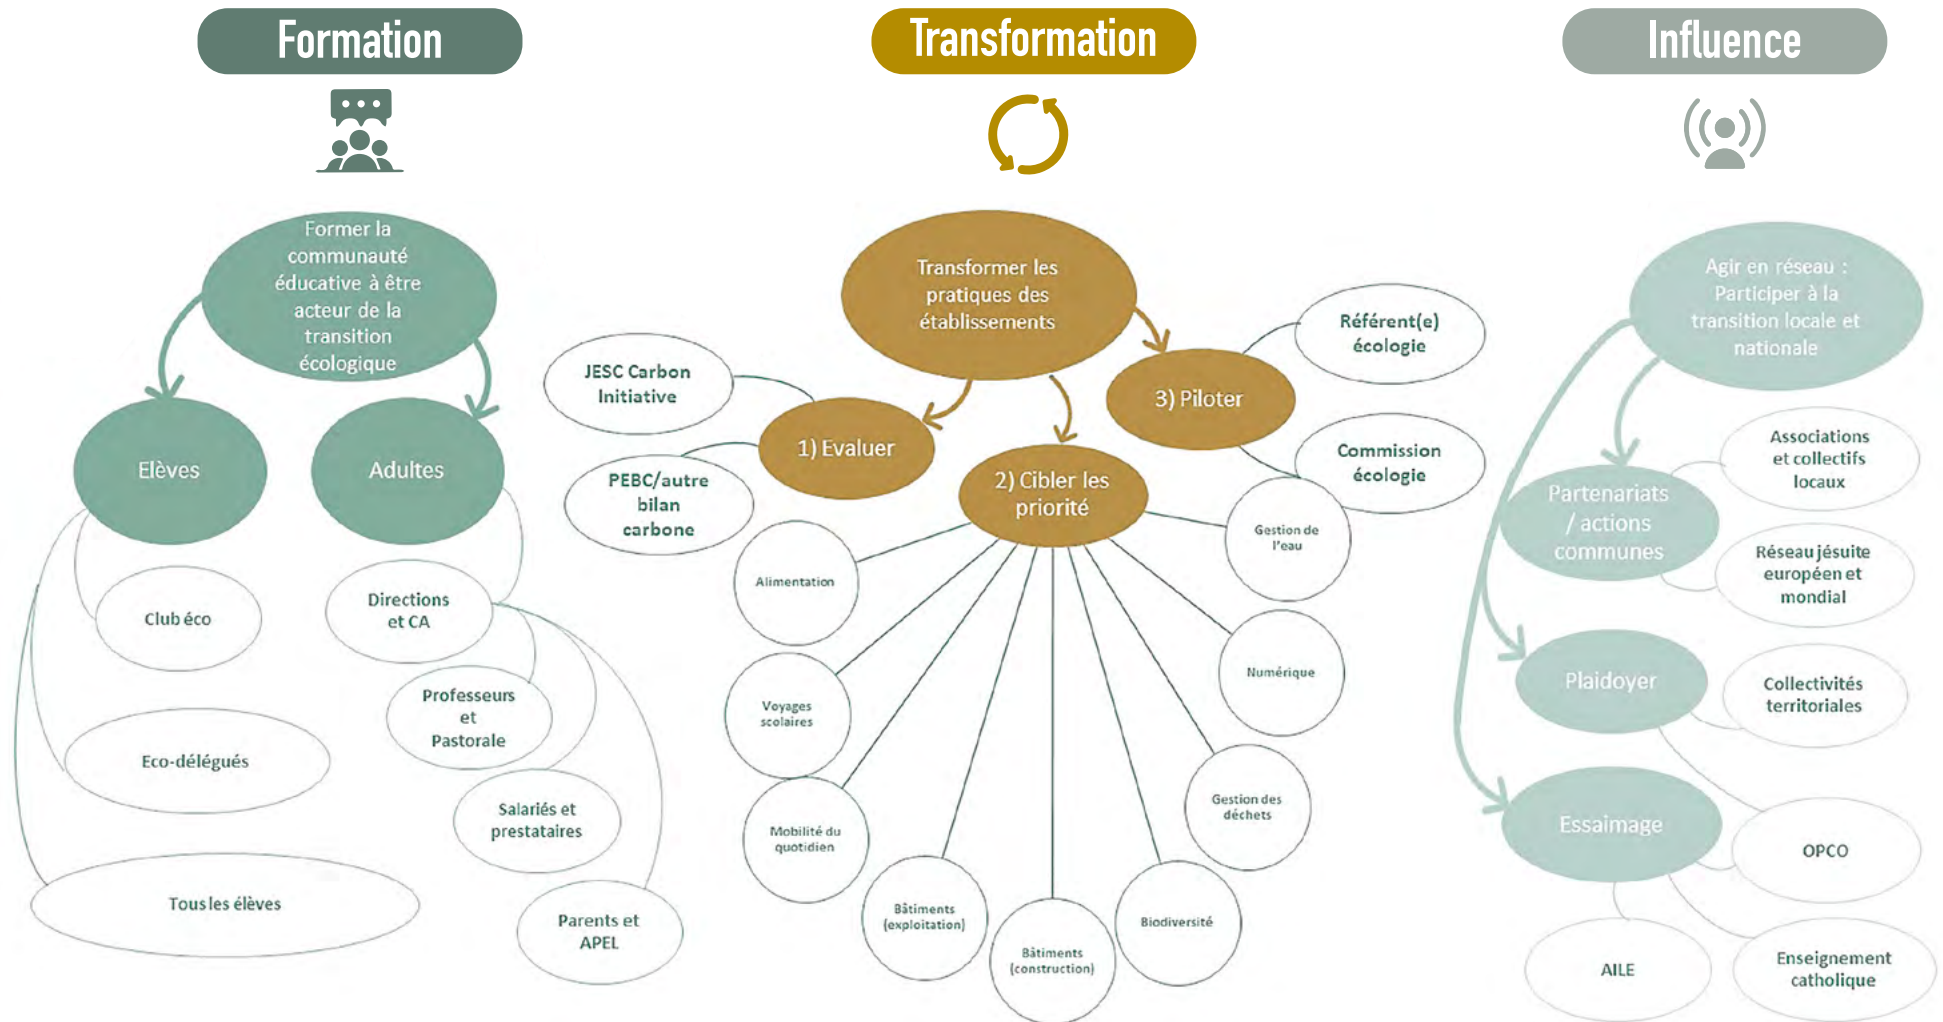 Formation
Transformation
Influence
Former la
communauté
éducative à être
acteur de la
transition
écologique
Elèves
Adultes
Club éco
Eco-délégués
Tous les élèves
Directions
et CA
Professeurs
et
Pastorale
Salariés et
prestataires
Parents et
APEL
Transformer les
pratiques des
établissements
JESC Carbon
Initiative
PEBC/autre
bilan
carbone
1) Evaluer
2) Cibler les
priorité
3) Piloter
Référent(e)
écologie
Commission
écologie
Alimentation
Voyages
scolaires
Mobilité du
quotidien
Bâtiments
(exploitation)
Bâtiments
(construction)
Biodiversité
Gestion des
déchets
Numérique
Gestion de
l'eau
Agir en réseau :
Participer à la
transition locale et
nationale
Partenariats
/ actions
communes
Associations
et collectifs
locaux
Réseau jésuite
européen et
mondial
Plaidoyer
Collectivités
territoriales
Essaimage
OPCO
AILE
Enseignement
catholique